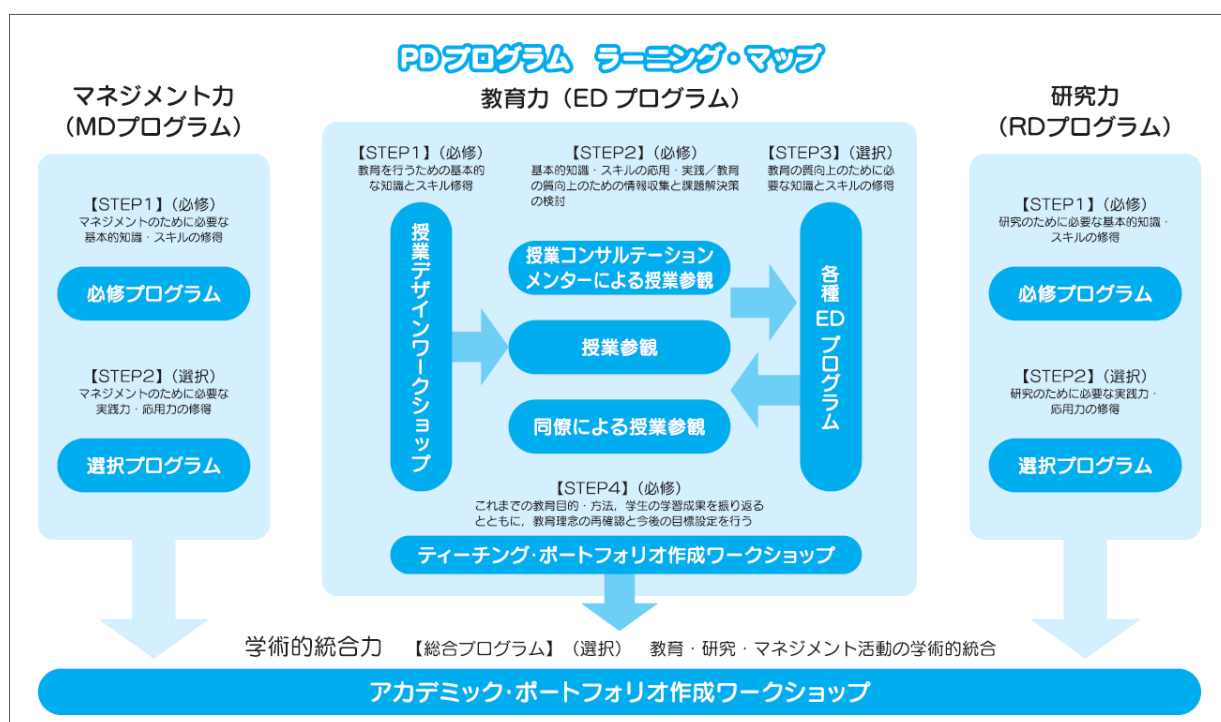 PDプログラム ラーニング・マップ
マネジメント力
(MDプログラム)
【STEP1】(必修)
マネジメントのために必要な
基本的知識・スキルの修得
必修プログラム
【STEP2】(選択)
マネジメントのために必要な
実践力・応用力の修得
選択プログラム
教育力(ED プログラム)
【STEP1】(必修)
教育を行うための基本的
な知識とスキル修得
授業デザインワークショップ
【STEP2】(必修)
基本的知識・スキルの応用・実践/教育
の質向上のための情報収集と課題解決策
の検討
授業コンサルテーション
メンターによる授業参観
授業参観
同僚による授業参観
【STEP3】(選択)
教育の質向上のために必
要な知識とスキルの修得
各種EDプログラム
【STEP4】(必修)
これまでの教育目的・方法,学生の学習成果を振り返る
とともに,教育理念の再確認と今後の目標設定を行う
ティーチング・ポートフォリオ作成ワークショップ
研究力
(RDプログラム)
【STEP1】(必修)
研究のために必要な基本的知識・
スキルの修得
必修プログラム
【STEP2】(選択)
研究のために必要な実践力・
応用力の修得
選択プログラム
学術的統合力 【総合プログラム】(選択) 教育・研究・マネジメント活動の学術的統合
アカデミック・ポートフォリオ作成ワークショップ